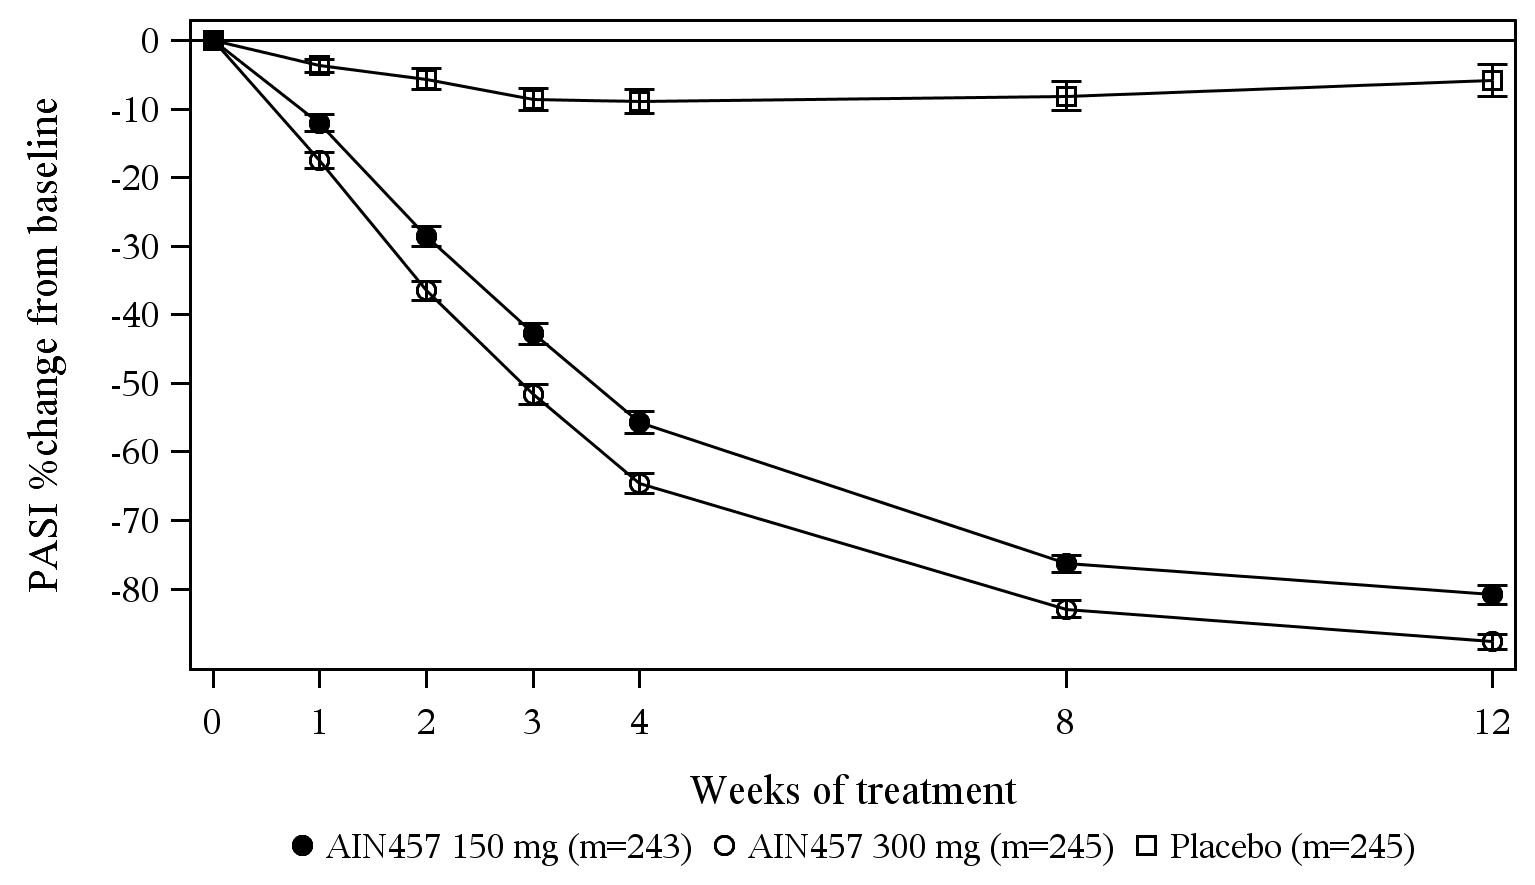 PASI %change from baseline
0
-10
-20
-30
-40
-50
-60
-70
-80
0 1 2 3 4 8 12
Weeks of treatment
AIN457 150 mg (m=243) AIN457 300 mg (m=245) Placebo (m=245)